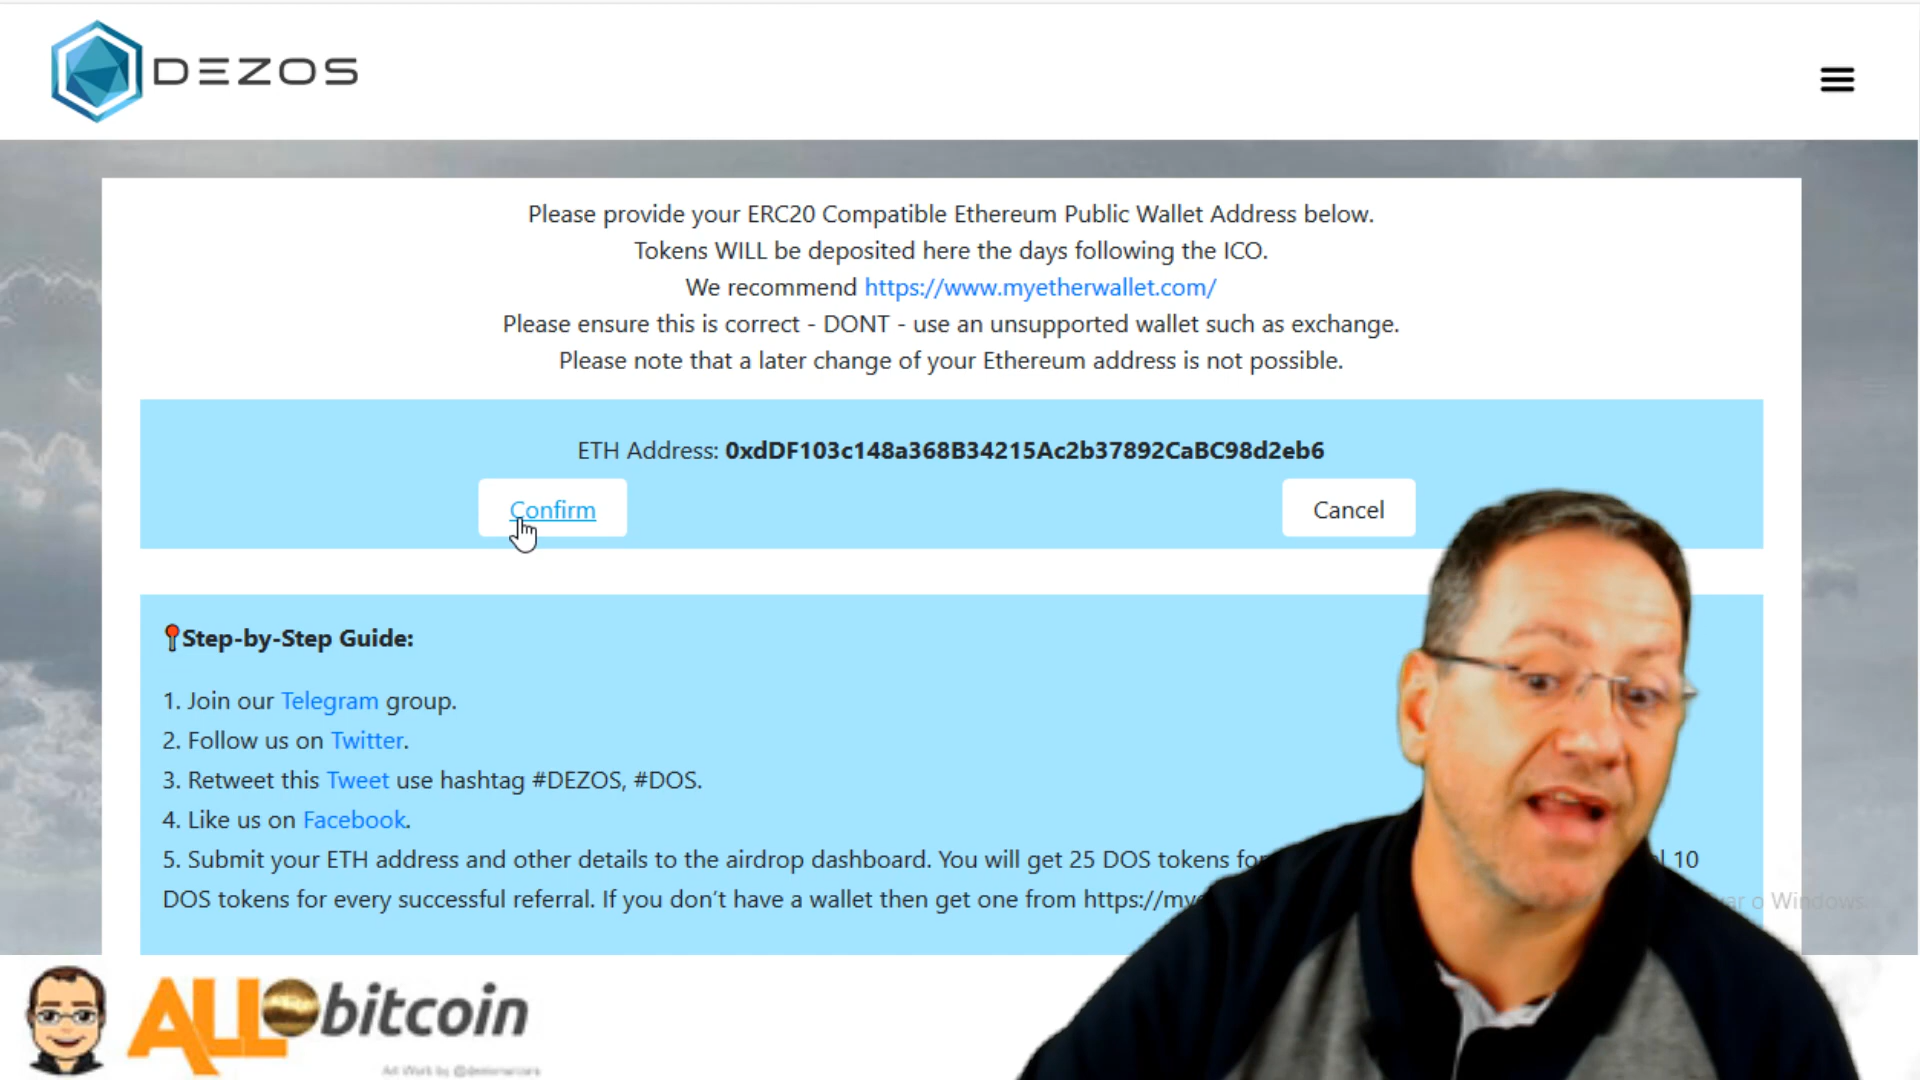 DEZOS
Please provide your ERC20 Compatible Ethereum Public Wallet Address below.
Tokens WILL be deposited here the days following the ICO.
We recommend https://www.myetherwallet.com/
Please ensure this is correct - DONT - use an unsupported wallet such as exchange.
Please note that a later change of your Ethereum address is not possible.
ETH Address: 0xdDF103c148a368B34215Ac2b37892CaBC98d2eb6
Confirm
Cancel
Step-by-Step Guide:
1. Join our Telegram group.
2. Follow us on Twitter.
3. Retweet this Tweet use hashtag #DEZOS, #DOS.
4. Like us on Facebook.
5. Submit your ETH address and other details to the airdrop dashboard. You will get 25 DOS tokens for 10
DOS tokens for every successful referral. If you don't have a wallet then get one from https://mye
o Windows.
ALL bitcoin
Art Work by